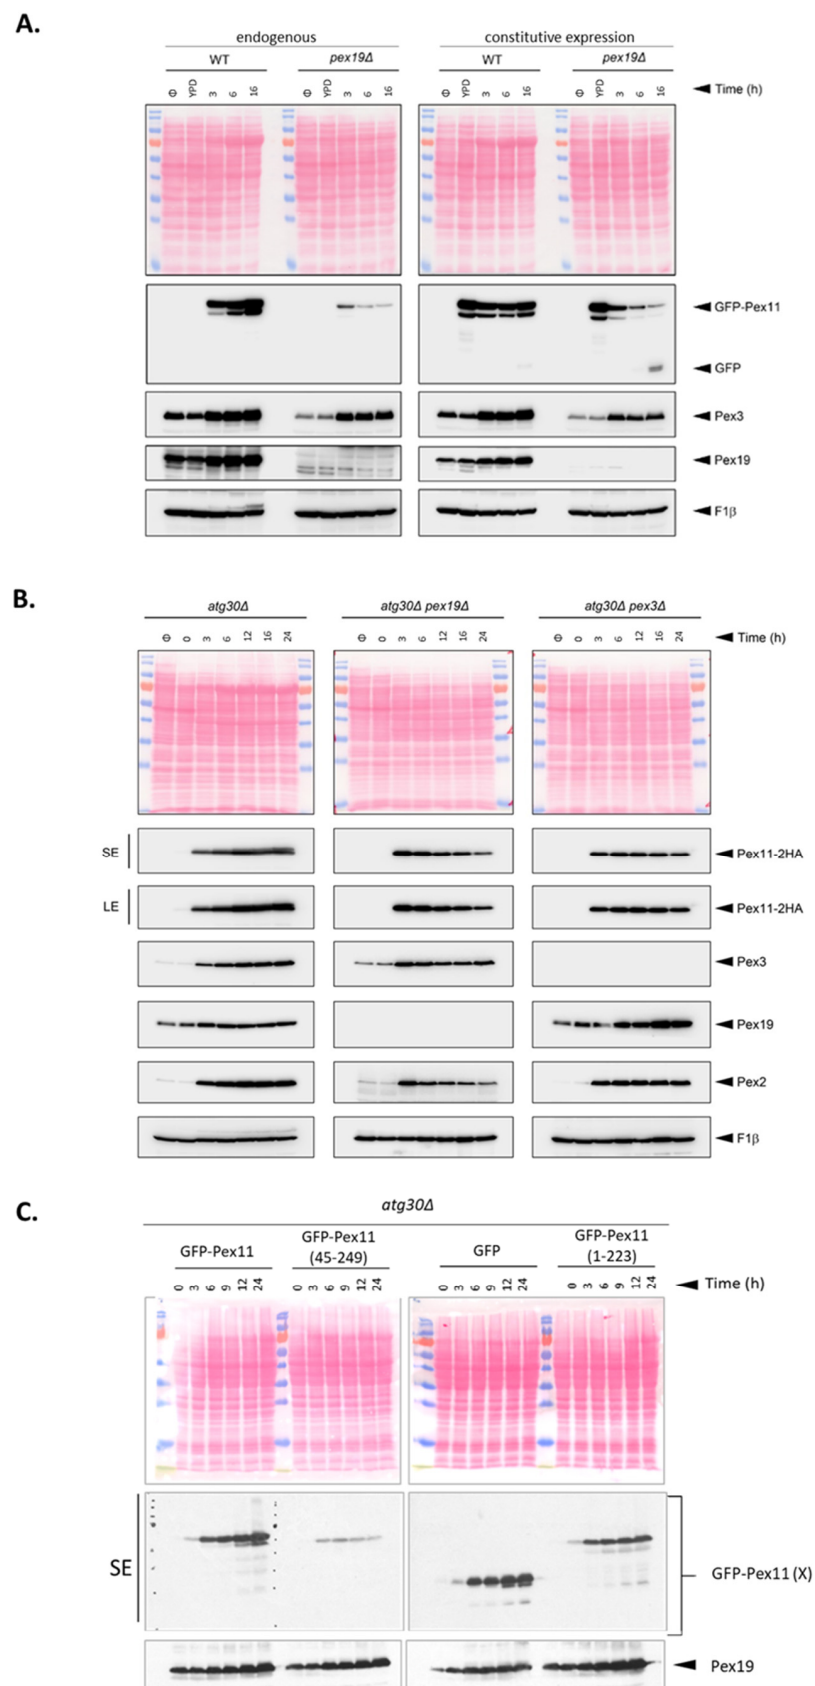 A.
endogenous constitutive expression
WT pex19Δ WT pex19Δ
Φ YPD 3 6 16 Φ YPD 3 6 16 Φ YPD 3 6 16 Φ YPD 3 6 16 Time (h)
GFP-Pex11
GFP
Pex3
Pex19
F1β
B.
atg30Δ atg30Δ pex19Δ atg30Δ pex3Δ
Φ 0 3 6 12 16 24 Φ 0 3 6 12 16 24 Φ 0 3 6 12 16 24 Time (h)
SE Pex11-2HA
LE Pex11-2HA
Pex3
Pex19
Pex2
F1β
C.
atg30Δ
GFP-Pex11 GFP-Pex11 (45-249) GFP GFP-Pex11 (1-223)
0 3 6 9 12 24 0 3 6 9 12 24 0 3 6 9 12 24 0 3 6 9 12 24 Time (h)
SE GFP-Pex11 (X)
Pex19